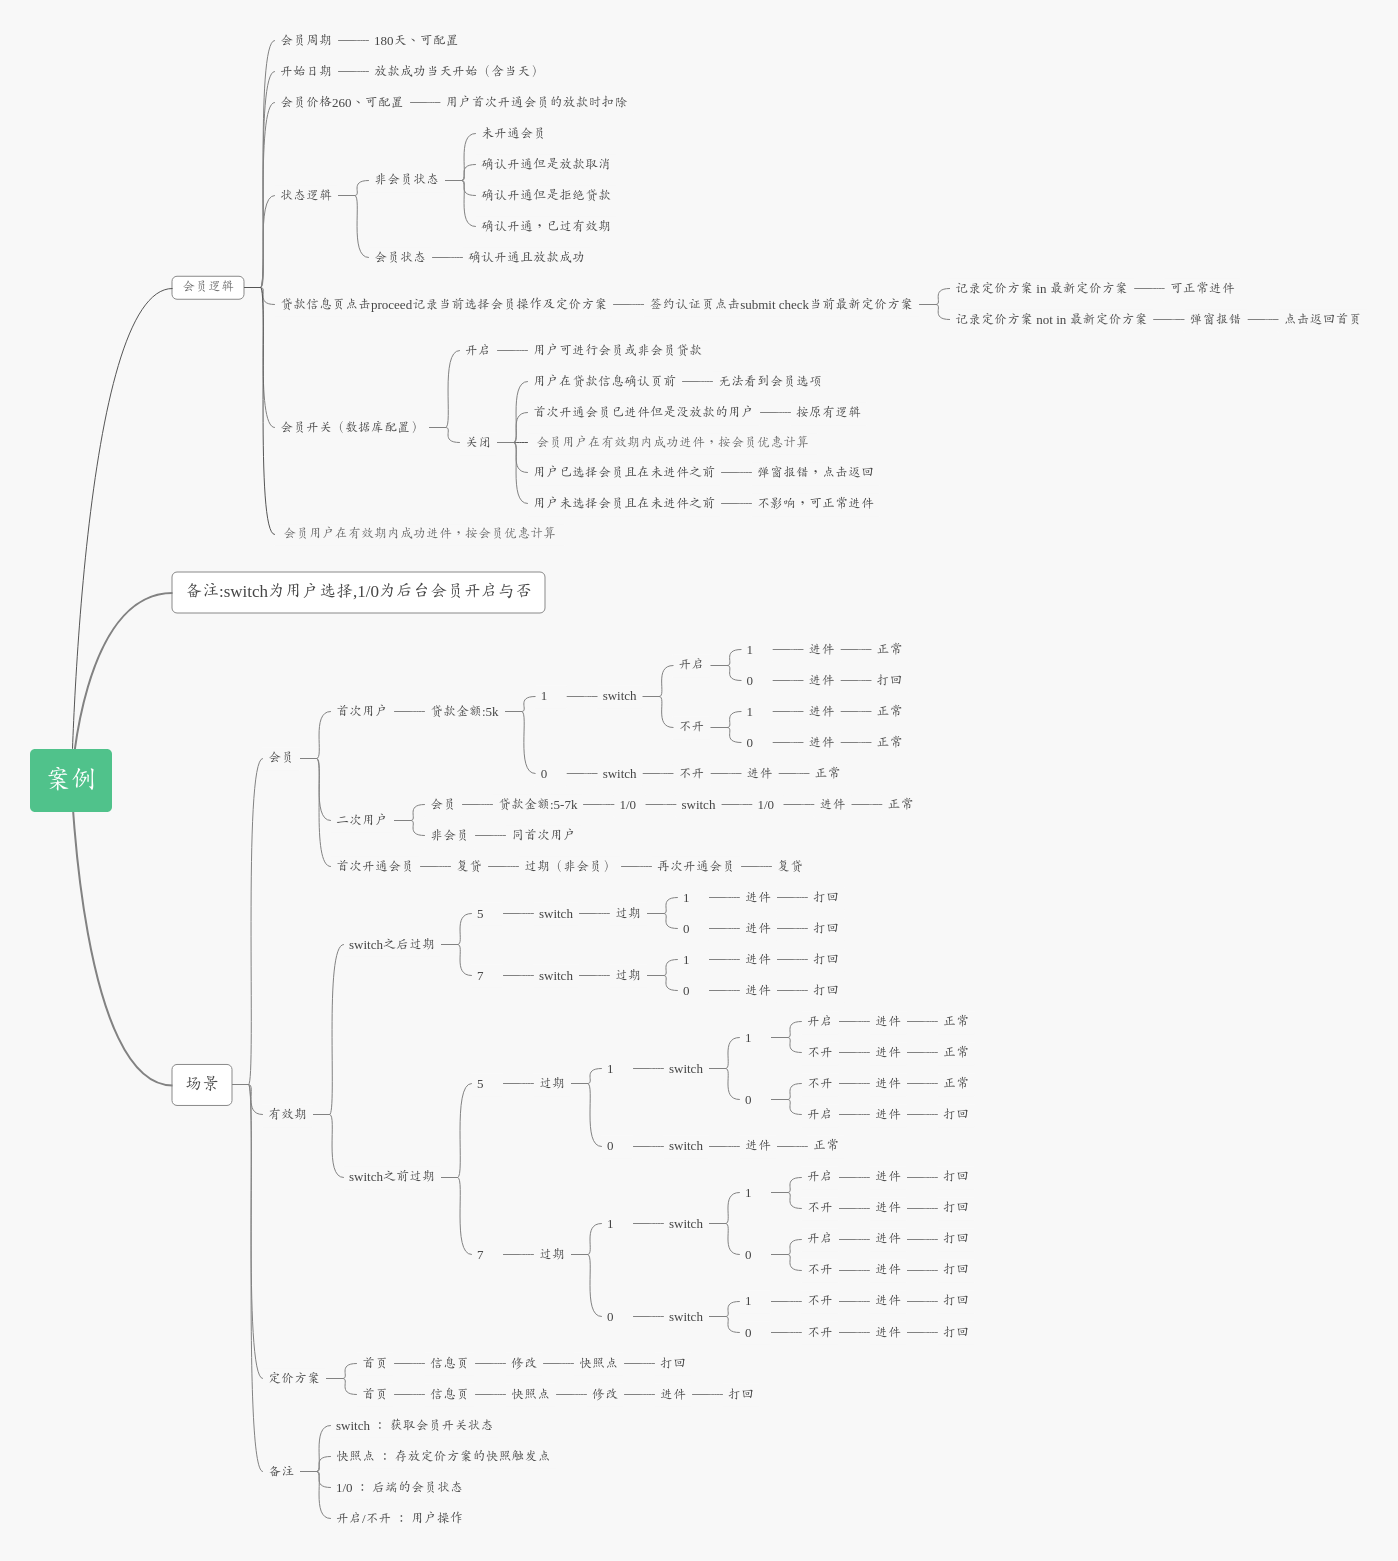 会员周期 180天、可配置
开始日期 放款成功当天开始（含当天）
会员价格260、可配置 用户首次开通会员的放款时扣除
未开通会员
确认开通但是放款取消
非会员状态
状态逻辑 确认开通但是拒绝贷款
确认开通，已过有效期
会员状态 确认开通且放款成功
会员逻辑
记录定价方案 in 最新定价方案 可正常进件
贷款信息页点击proceed记录当前选择会员操作及定价方案 签约认证页点击submit check当前最新定价方案
记录定价方案 not in 最新定价方案 弹窗报错 点击返回首页
开启 用户可进行会员或非会员贷款
用户在贷款信息确认页前 无法看到会员选项
首次开通会员已进件但是没放款的用户 按原有逻辑
会员开关（数据库配置）
关闭 会员用户在有效期内成功进件，按会员优惠计算
用户已选择会员且在未进件之前 弹窗报错，点击返回
用户未选择会员且在未进件之前 不影响，可正常进件
会员用户在有效期内成功进件，按会员优惠计算
备注:switch为用户选择,1/0为后台会员开启与否
1 进件 正常
开启
0 进件 打回
1 switch
首次用户 贷款金额:5k 1 进件 正常
不开
0 进件 正常
会员
0 switch 不开 进件 正常
案例
会员 贷款金额:5-7k 1/0 switch 1/0 进件 正常
二次用户
非会员 同首次用户
首次开通会员 复贷 过期（非会员） 再次开通会员 复贷
1 进件 打回
5 switch 过期
0 进件 打回
switch之后过期
1 进件 打回
7 switch 过期
0 进件 打回
开启 进件 正常
1
不开 进件 正常
1 switch
场景
5 过期 不开 进件 正常
0
有效期 开启 进件 打回
0 switch 进件 正常
switch之前过期 开启 进件 打回
1
不开 进件 打回
1 switch
开启 进件 打回
7 过期 0
不开 进件 打回
1 不开 进件 打回
0 switch
0 不开 进件 打回
首页 信息页 修改 快照点 打回
定价方案
首页 信息页 快照点 修改 进件 打回
switch ： 获取会员开关状态
快照点 ： 存放定价方案的快照触发点
备注
1/0 ： 后端的会员状态
开启/不开 ： 用户操作